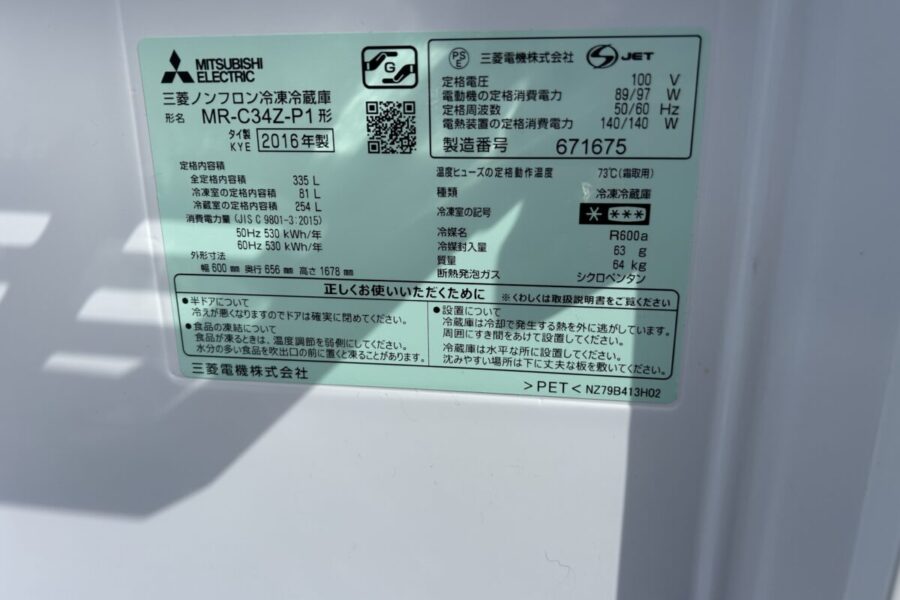 MITSUBISHI
ELECTRIC
G
三菱ノンフロン冷凍冷蔵庫
形名 MR-C34Z-P1形
タイ製
KYE 2016年製
定格内容積
全定格内容積 335 L
冷凍室の定格内容積 81 L
冷蔵室の定格内容積 254 L
消費電力量 (JIS C 9801-3:2015)
50Hz 530 kWh/年
60Hz 530 kWh/年
外形寸法
幅 600 mm 奥行 656 mm 高さ 1678 mm
PSE 三菱電機株式会社 JET
定格電圧 100 V
電動機の定格消費電力 89/97 W
定格周波数 50/60 Hz
電熱装置の定格消費電力 140/140 W
製造番号 671675
温度ヒューズの定格動作温度 73℃(霜取用)
種類 冷凍冷蔵庫
冷凍室の記号 * ***
冷媒名 R600a
冷媒封入量 63 g
質量 64 kg
断熱発泡ガス シクロペンタン
正しくお使いいただくために ※くわしくは取扱説明書をご覧ください
●半ドアについて
冷えが悪くなりますのでドアは確実に閉めてください。
●食品の凍結について
食品が凍るときは、温度調節を弱側にしてください。
水分の多い食品を吹出口の前に置くと凍ることがあります。
●設置について
冷蔵庫は冷却で発生する熱を外に逃がしています。
周囲にすき間をあけて設置してください。
冷蔵庫は水平な所に設置してください。
沈みやすい場所は下に丈夫な板を敷いてください。
三菱電機株式会社
>PET< NZ79B413H02